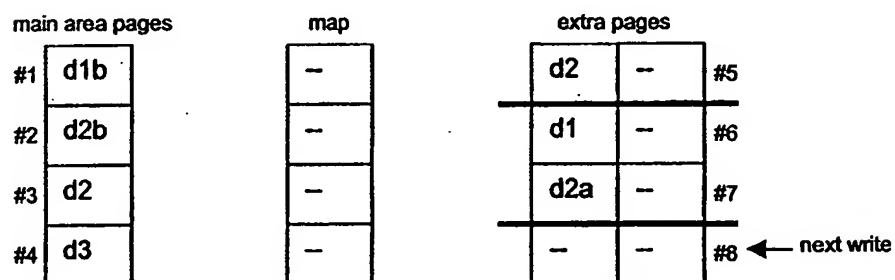 main area pages map extra pages
#1 d1b -- d2 -- #5
#2 d2b -- d1 -- #6
#3 d2 -- d2a -- #7
#4 d3 -- -- -- #8 next write